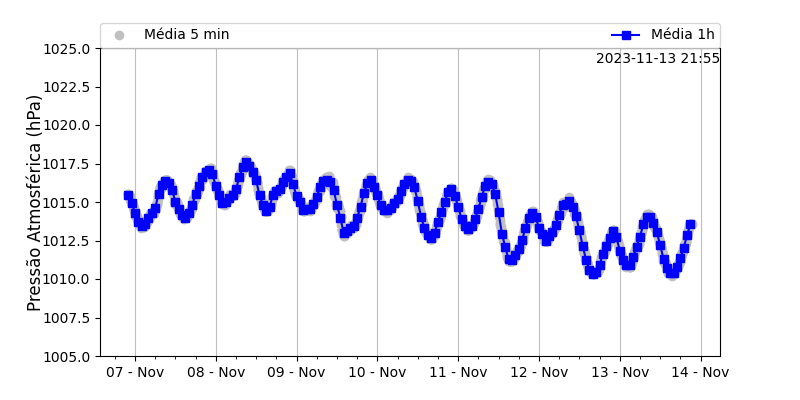 Média 5 min
Média 1h
2023-11-13 21:55
Pressão Atmosférica (hPa)
1025.0
1022.5
1020.0
1017.5
1015.0
1012.5
1010.0
1007.5
1005.0
07 - Nov
08 - Nov
09 - Nov
10 - Nov
11 - Nov
12 - Nov
13 - Nov
14 - Nov